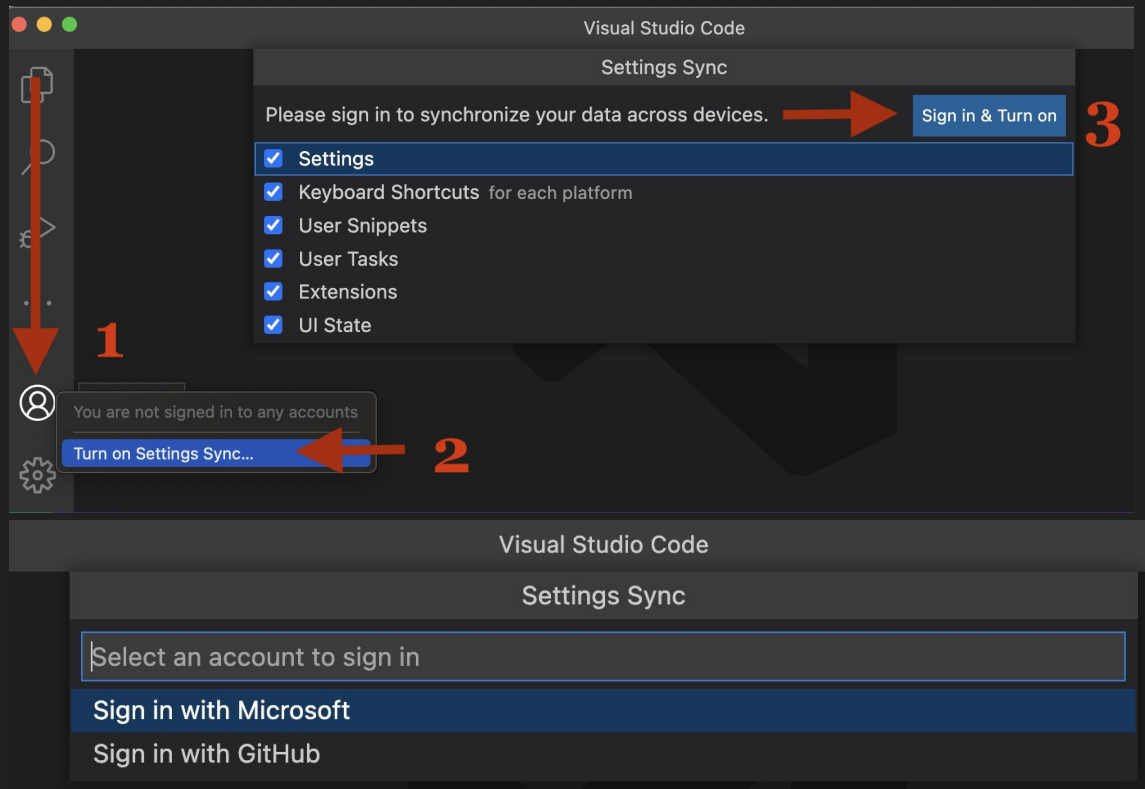 Visual Studio Code
Settings Sync
Please sign in to synchronize your data across devices.
Sign in & Turn on
3
Settings
Keyboard Shortcuts for each platform
User Snippets
User Tasks
Extensions
UI State
1
You are not signed in to any accounts
Turn on Settings Sync...
2
Visual Studio Code
Settings Sync
Select an account to sign in
Sign in with Microsoft
Sign in with GitHub